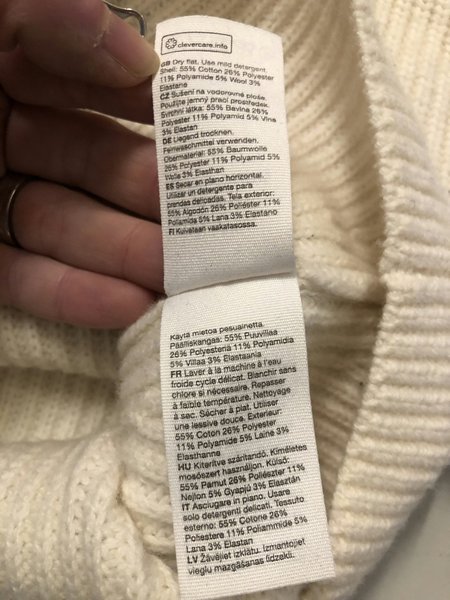 clevercare.info
GB Dry flat. Use mild detergent.
Shell: 55% Cotton 26% Polyester
11% Polyamide 5% Wool 3%
Elastane
CZ Sušení na vodorovné ploše.
Použijte jemný prací prostředek.
Svrchní látka: 55% Bavlna 26%
Polyester 11% Polyamid 5% Vlna
3% Elastan
DE Liegend trocknen.
Feinwaschmittel verwenden.
Obermaterial: 55% Baumwolle
26% Polyester 11% Polyamid 5%
Wolle 3% Elasthan
ES Secar en plano horizontal.
Utilizar un detergente para
prendas delicadas. Tela exterior:
55% Algodón 26% Poliéster 11%
Poliamida 5% Lana 3% Elastano
FI Kuivataan vaakatasossa.
Käytä mietoa pesuainetta.
Päälliskangas: 55% Puuvillaa
26% Polyesteriä 11% Polyamidia
5% Villaa 3% Elastaania
FR Laver à la machine à l'eau
froide cycle délicat. Blanchir sans
chlore si nécessaire. Repasser
à faible température. Nettoyage
à sec. Sécher à plat. Utiliser
une lessive douce. Exterieur:
55% Coton 26% Polyester
11% Polyamide 5% Laine 3%
Elasthanne
HU Kiterítve szárítandó. Kíméletes
mosószert használjon. Külső:
55% Pamut 26% Poliészter 11%
Nejlon 5% Gyapjú 3% Elasztán
IT Asciugare in piano. Usare
solo detergenti delicati. Tessuto
esterno: 55% Cotone 26%
Poliestere 11% Poliammide 5%
Lana 3% Elastan
LV Žāvējiet izklātu. Izmantojiet
vieglu mazgāšanas līdzekli.